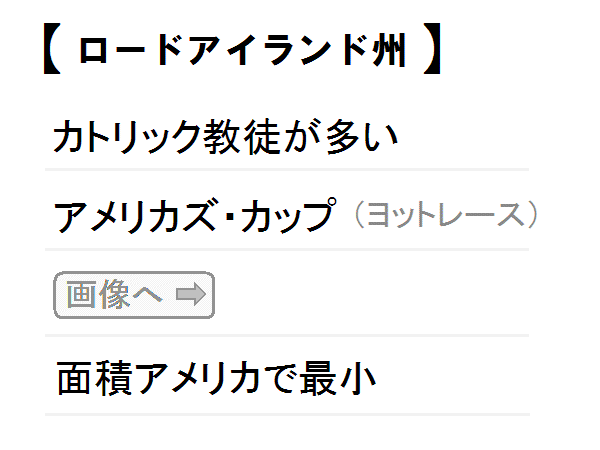 【 ロードアイランド州 】
カトリック教徒が多い
アメリカズ・カップ（ヨットレース）
画像へ ⇨
面積アメリカで最小